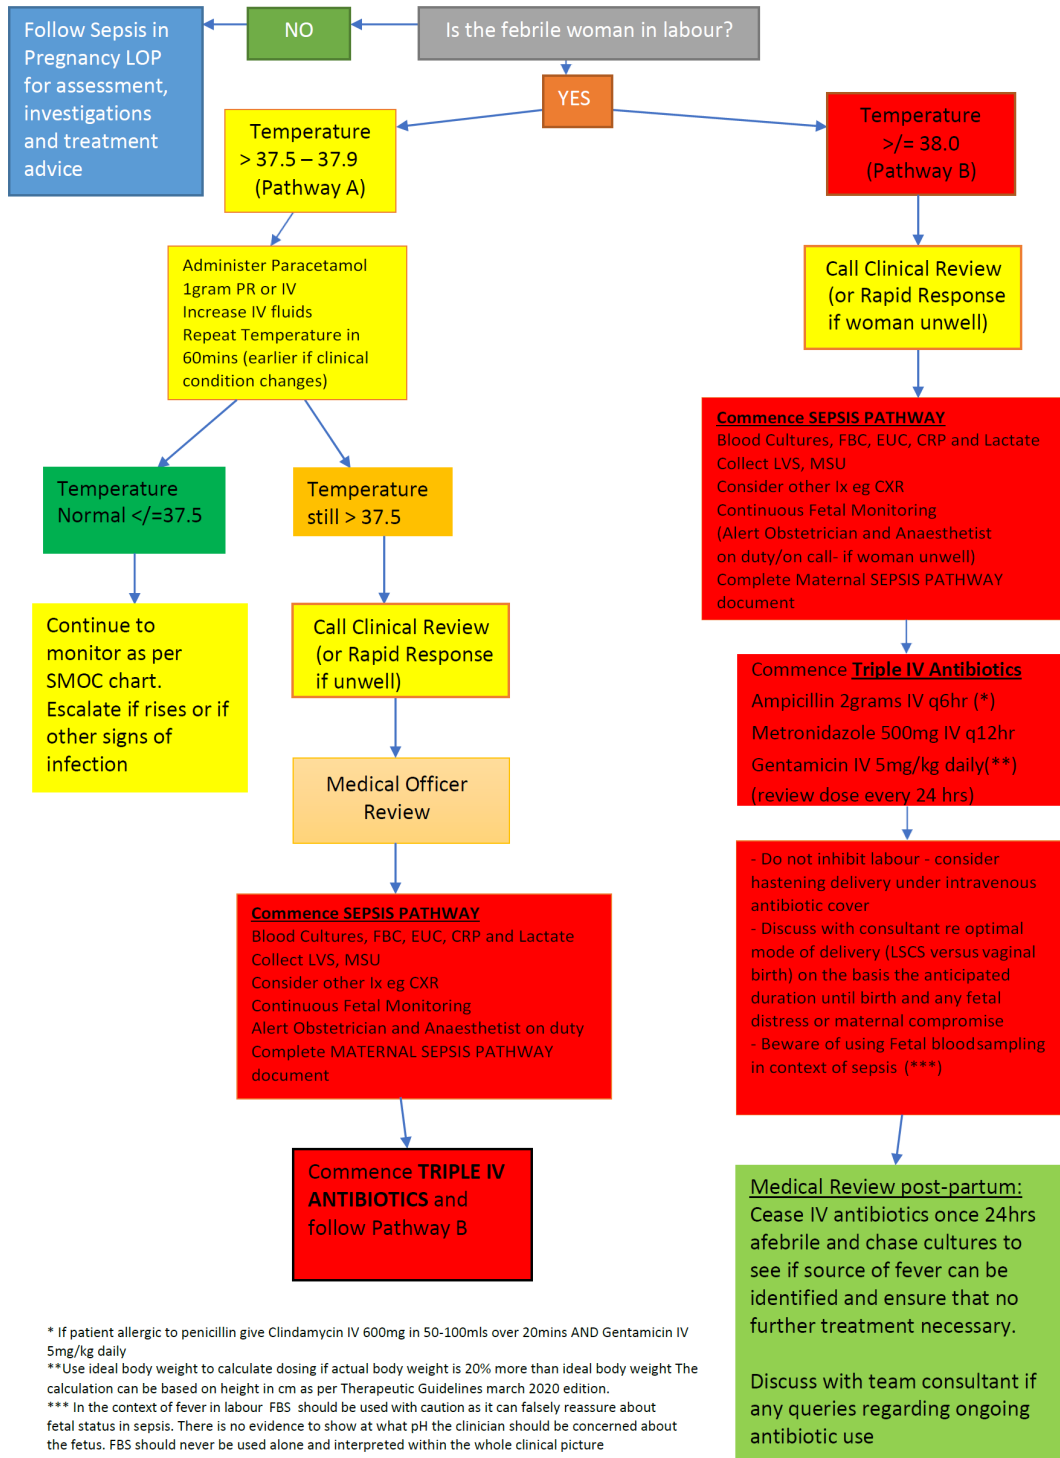 Is the febrile woman in labour?
NO
Follow Sepsis in
Pregnancy LOP
for assessment,
investigations
and treatment
advice
YES
Temperature
> 37.5 – 37.9
(Pathway A)
Administer Paracetamol
1gram PR or IV
Increase IV fluids
Repeat Temperature in
60mins (earlier if clinical
condition changes)
Temperature
Normal </=37.5
Continue to
monitor as per
SMOC chart.
Escalate if rises or if
other signs of
infection
Temperature
still > 37.5
Call Clinical Review
(or Rapid Response
if unwell)
Medical Officer
Review
Commence SEPSIS PATHWAY
Blood Cultures, FBC, EUC, CRP and Lactate
Collect LVS, MSU
Consider other Ix eg CXR
Continuous Fetal Monitoring
Alert Obstetrician and Anaesthetist on duty
Complete MATERNAL SEPSIS PATHWAY
document
Commence TRIPLE IV
ANTIBIOTICS and
follow Pathway B
Temperature
>/= 38.0
(Pathway B)
Call Clinical Review
(or Rapid Response
if woman unwell)
Commence SEPSIS PATHWAY
Blood Cultures, FBC, EUC, CRP and Lactate
Collect LVS, MSU
Consider other Ix eg CXR
Continuous Fetal Monitoring
(Alert Obstetrician and Anaesthetist
on duty/on call- if woman unwell)
Complete Maternal SEPSIS PATHWAY
document
Commence Triple IV Antibiotics
Ampicillin 2grams IV q6hr (*)
Metronidazole 500mg IV q12hr
Gentamicin IV 5mg/kg daily(**)
(review dose every 24 hrs)
- Do not inhibit labour - consider
hastening delivery under intravenous
antibiotic cover
- Discuss with consultant re optimal
mode of delivery (LSCS versus vaginal
birth) on the basis the anticipated
duration until birth and any fetal
distress or maternal compromise
- Beware of using Fetal bloodsampling
in context of sepsis (***)
Medical Review post-partum:
Cease IV antibiotics once 24hrs
afebrile and chase cultures to
see if source of fever can be
identified and ensure that no
further treatment necessary.
Discuss with team consultant if
any queries regarding ongoing
antibiotic use
* If patient allergic to penicillin give Clindamycin IV 600mg in 50-100mls over 20mins AND Gentamicin IV
5mg/kg daily
**Use ideal body weight to calculate dosing if actual body weight is 20% more than ideal body weight The
calculation can be based on height in cm as per Therapeutic Guidelines march 2020 edition.
*** In the context of fever in labour FBS should be used with caution as it can falsely reassure about
fetal status in sepsis. There is no evidence to show at what pH the clinician should be concerned about
the fetus. FBS should never be used alone and interpreted within the whole clinical picture